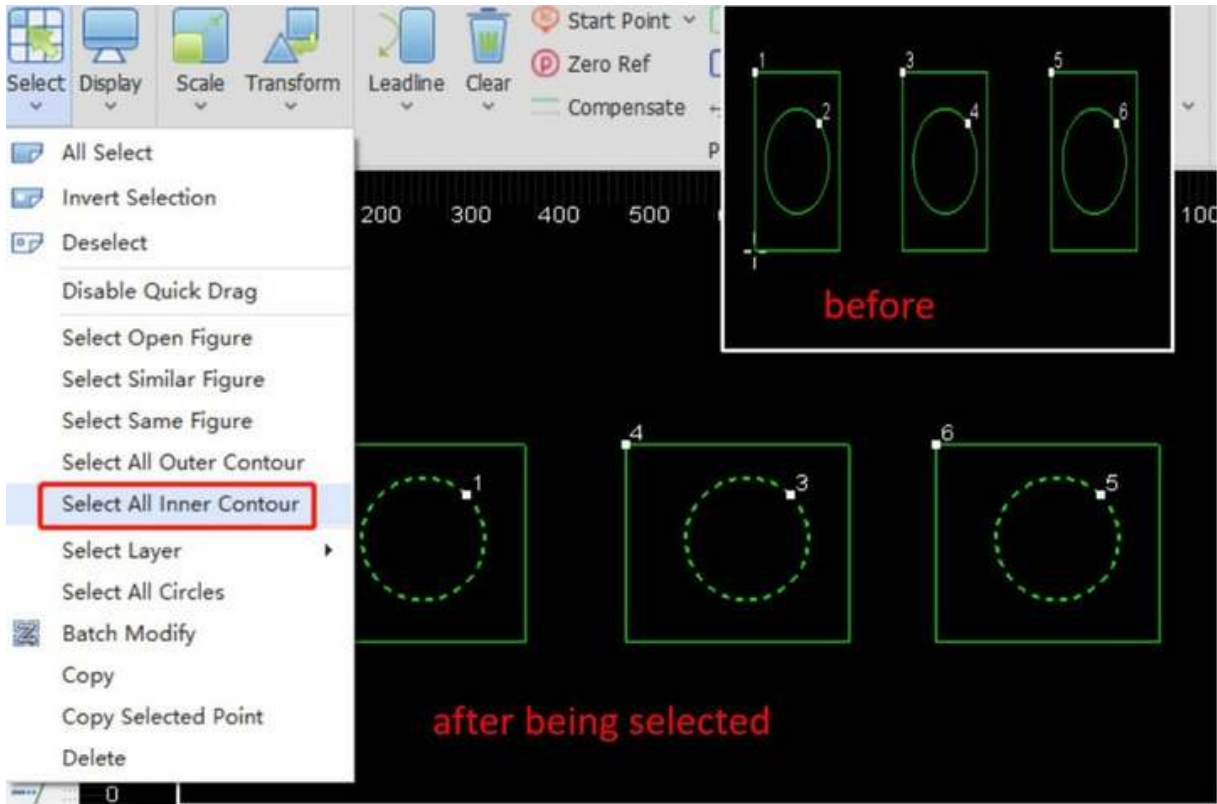 Select
Display
Scale
Transform
Leadline
Clear
Start Point
Zero Ref
Compensate
P
All Select
Invert Selection
Deselect
Disable Quick Drag
Select Open Figure
Select Similar Figure
Select Same Figure
Select All Outer Contour
Select All Inner Contour
Select Layer
Select All Circles
Batch Modify
Copy
Copy Selected Point
Delete
200 300 400 500
100
1 3 5
2 4 6
before
4 6
1 3 5
after being selected
0